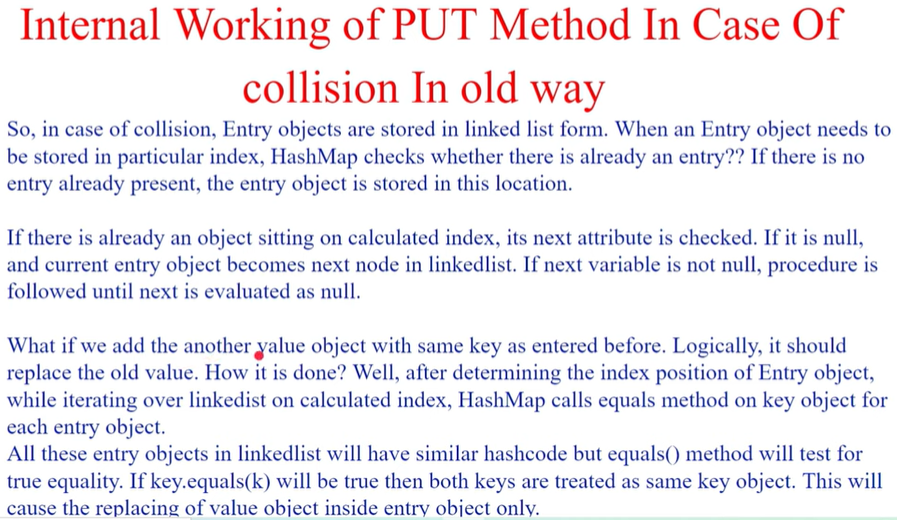 Internal Working of PUT Method In Case Of
collision In old way
So, in case of collision, Entry objects are stored in linked list form. When an Entry object needs to
be stored in particular index, HashMap checks whether there is already an entry?? If there is no
entry already present, the entry object is stored in this location.
If there is already an object sitting on calculated index, its next attribute is checked. If it is null,
and current entry object becomes next node in linkedlist. If next variable is not null, procedure is
followed until next is evaluated as null.
What if we add the another value object with same key as entered before. Logically, it should
replace the old value. How it is done? Well, after determining the index position of Entry object,
while iterating over linkedist on calculated index, HashMap calls equals method on key object for
each entry object.
All these entry objects in linkedlist will have similar hashcode but equals() method will test for
true equality. If key.equals(k) will be true then both keys are treated as same key object. This will
cause the replacing of value object inside entry object only.